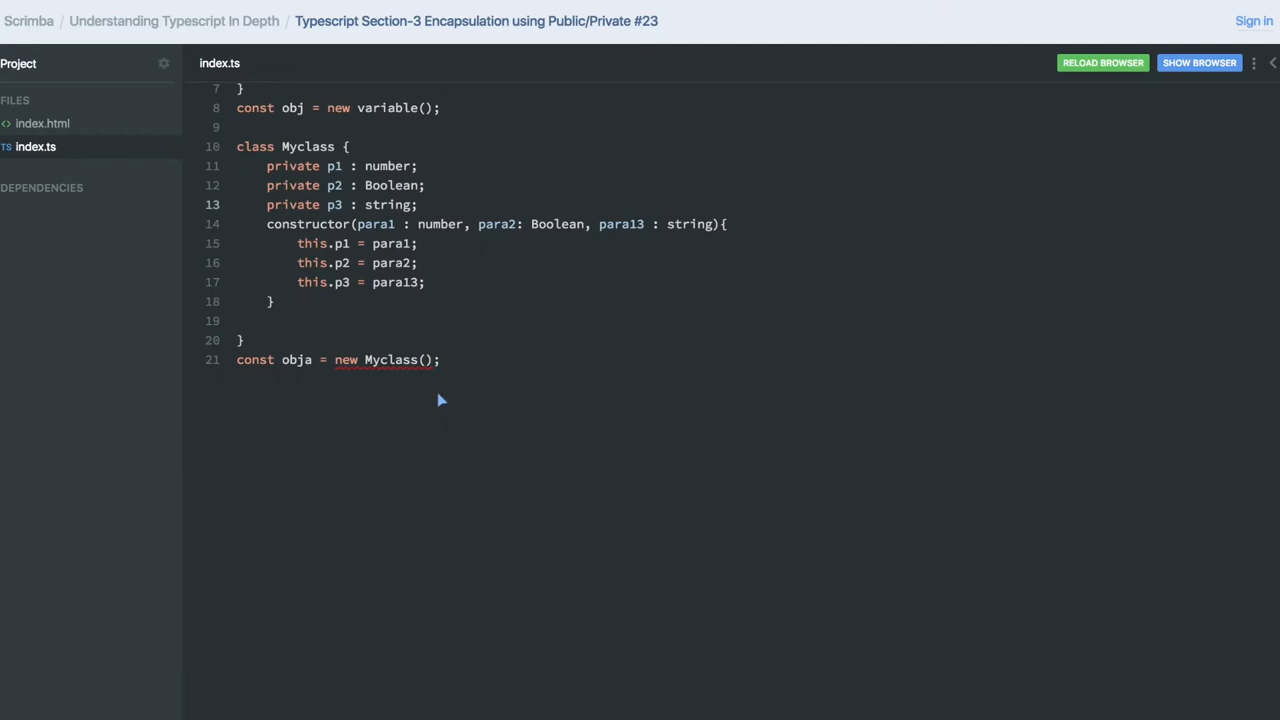 Scrimba / Understanding Typescript In Depth / Typescript Section-3 Encapsulation using Public/Private #23
Sign in
Project
index.ts
RELOAD BROWSER
SHOW BROWSER
FILES
<> index.html
TS index.ts
DEPENDENCIES
7 }
8 const obj = new variable();
9
10 class Myclass {
11 private p1 : number;
12 private p2 : Boolean;
13 private p3 : string;
14 constructor(para1 : number, para2: Boolean, para13 : string){
15 this.p1 = para1;
16 this.p2 = para2;
17 this.p3 = para13;
18 }
19
20 }
21 const obja = new Myclass();